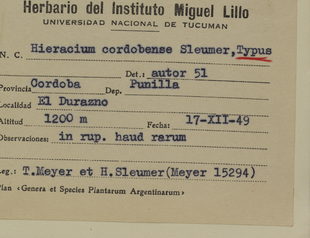 Herbario del Instituto Miguel Lillo
UNIVERSIDAD NACIONAL DE TUCUMAN
N. C. Hieracium cordobense Sleumer, Typus
Det.: autor 51
Provincia Cordoba Dep. Punilla
Localidad El Durazno
Altitud 1200 m Fecha: 17-XII-49
Observaciones: in rup. haud rarum
Leg.: T.Meyer et H.Sleumer(Meyer 15294)
Plan «Genera et Species Plantarum Argentinarum»